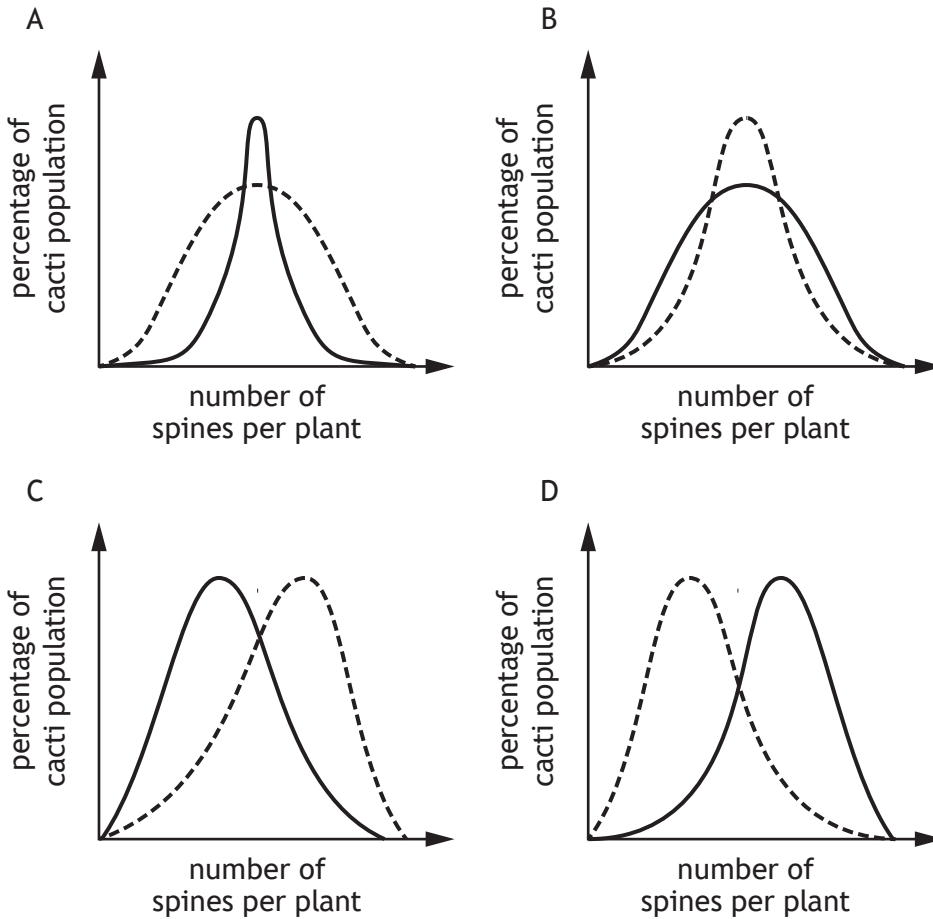 A
percentage of
cacti population
number of
spines per plant
B
percentage of
cacti population
number of
spines per plant
C
percentage of
cacti population
number of
spines per plant
D
percentage of
cacti population
number of
spines per plant